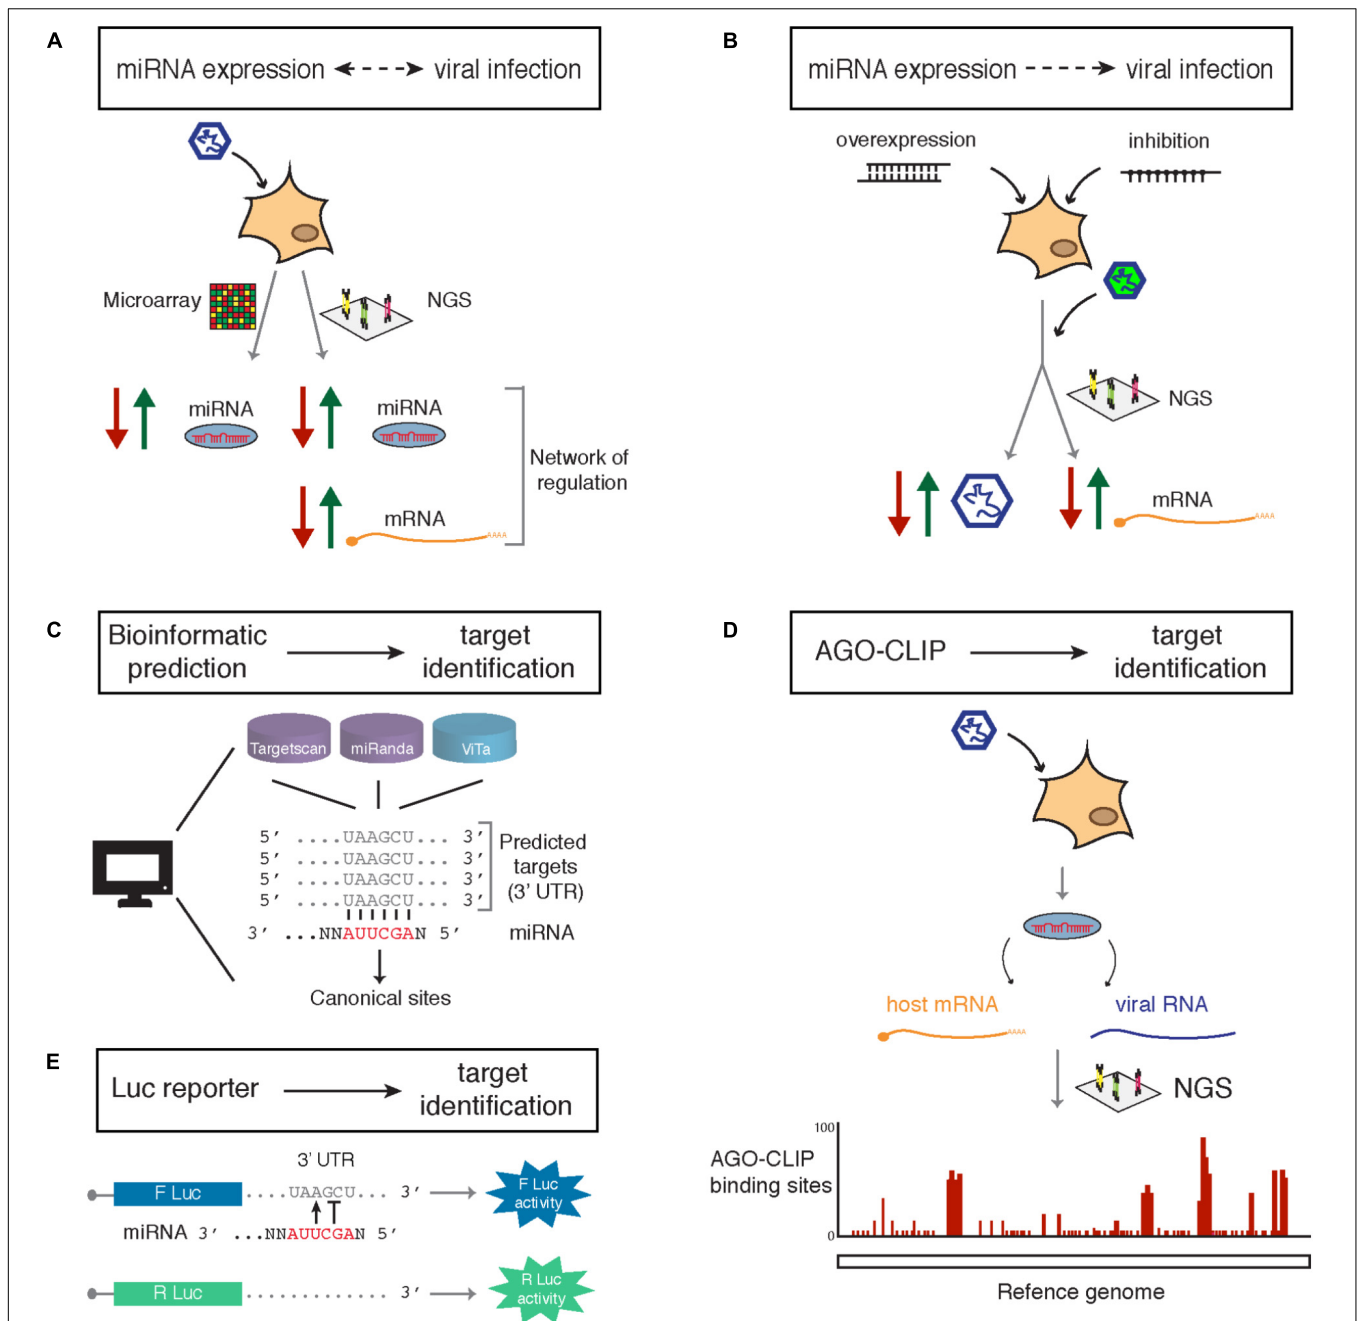 A
miRNA expression viral infection
Microarray
NGS
miRNA
miRNA
mRNA
AAAA
Network of
regulation
B
miRNA expression viral infection
overexpression
inhibition
NGS
mRNA
AAAA
C
Bioinformatic
prediction
target
identification
Targetscan
miRanda
ViTa
5′ ....UAAGCU... 3′
5′ ....UAAGCU... 3′
5′ ....UAAGCU... 3′
5′ ....UAAGCU... 3′
Predicted
targets
(3’ UTR)
3′ ...NNAUUCGAN 5′
miRNA
Canonical sites
D
AGO-CLIP
target
identification
host mRNA
AAAA
viral RNA
NGS
AGO-CLIP
binding sites
100
0
Refence genome
E
Luc reporter
target
identification
3’ UTR
F Luc ....UAAGCU... 3′
F Luc
activity
miRNA 3′ ...NNAUUCGAN 5′
R Luc ............. 3′
R Luc
activity